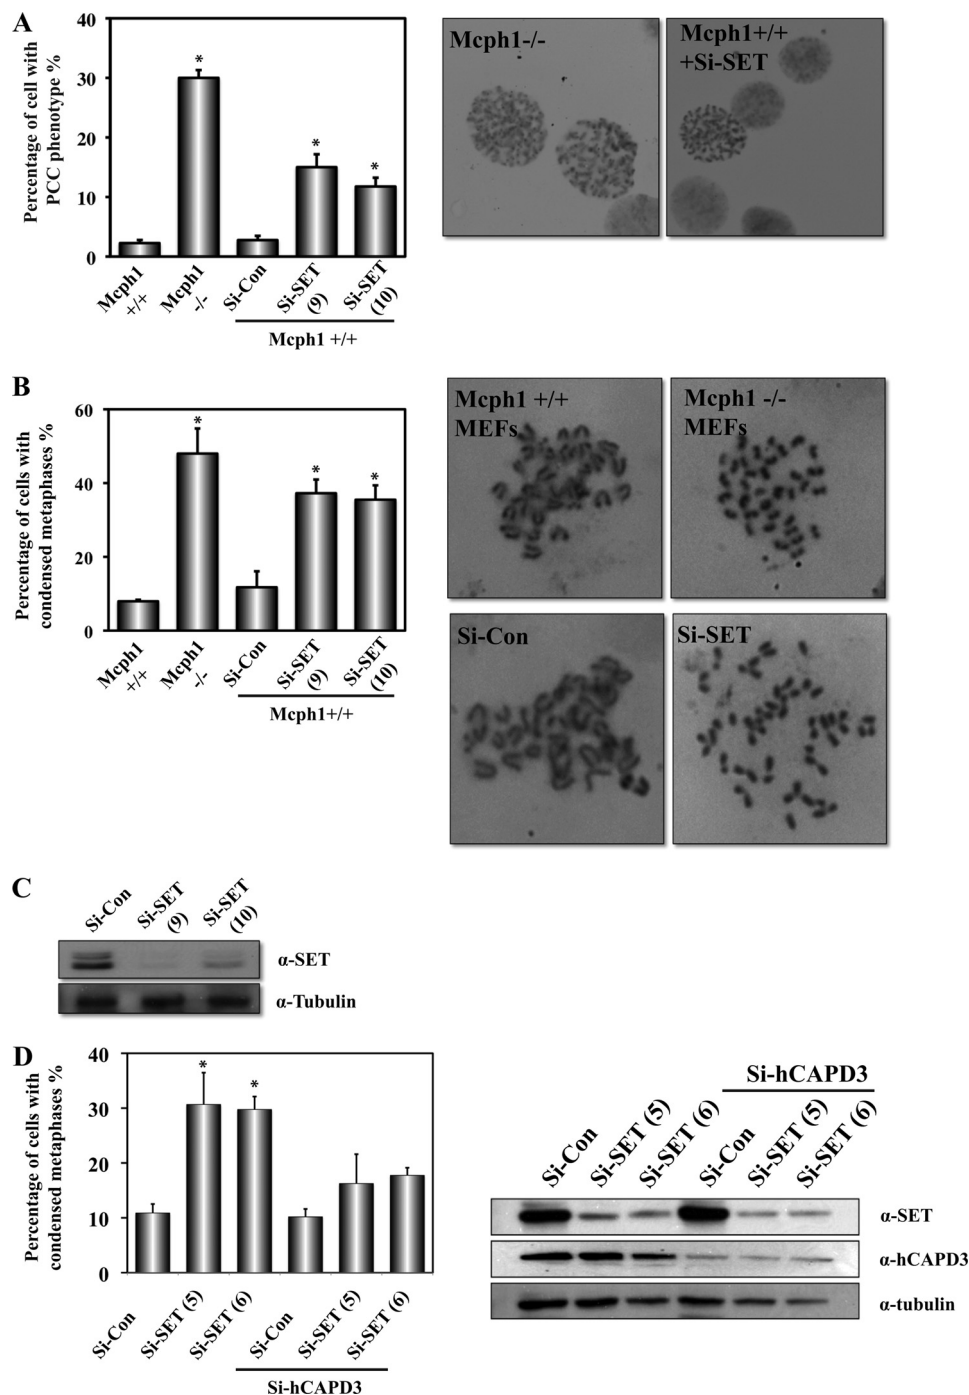 A
Percentage of cell with
PCC phenotype %
40
30
20
10
0
Mcph1
+/+
Mcph1
-/-
Si-Con
Si-SET
(9)
Si-SET
(10)
Mcph1 +/+
*
*
*
Mcph1-/-
Mcph1+/+
+Si-SET
B
Percentage of cells with
condensed metaphases %
60
40
20
0
Mcph1
+/+
Mcph1
-/-
Si-Con
Si-SET
(9)
Si-SET
(10)
Mcph1+/+
*
*
*
Mcph1 +/+
MEFs
Mcph1 -/-
MEFs
Si-Con
Si-SET
C
Si-Con
Si-SET
(9)
Si-SET
(10)
α-SET
α-Tubulin
D
Percentage of cells with
condensed metaphases %
40
30
20
10
0
*
*
Si-Con
Si-SET (5)
Si-SET (6)
Si-Con
Si-SET (5)
Si-SET (6)
Si-hCAPD3
Si-hCAPD3
Si-Con
Si-SET (5)
Si-SET (6)
Si-Con
Si-SET (5)
Si-SET (6)
α-SET
α-hCAPD3
α-tubulin